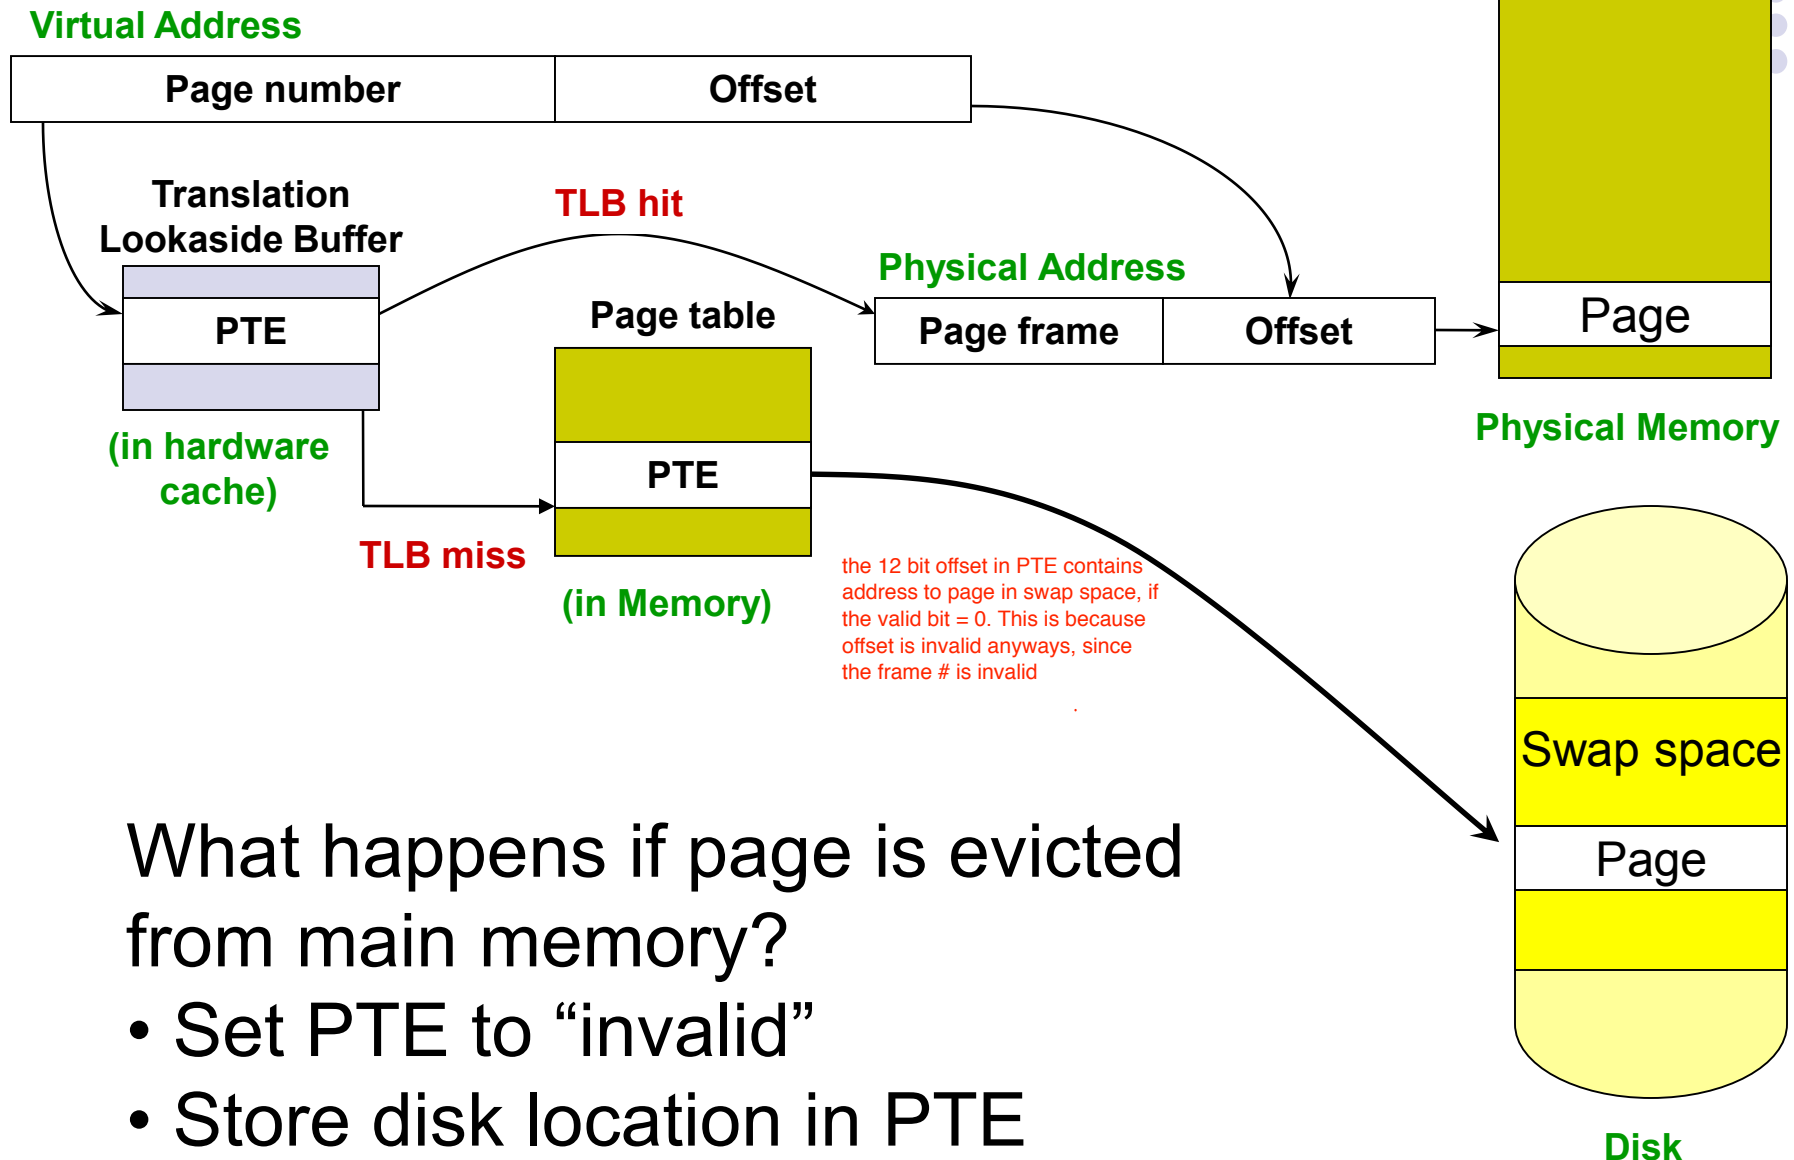 Virtual Address
Page number
Offset
Translation
Lookaside Buffer
TLB hit
PTE
(in hardware
cache)
TLB miss
Page table
PTE
(in Memory)
Physical Address
Page frame
Offset
Page
Physical Memory
the 12 bit offset in PTE contains
address to page in swap space, if
the valid bit = 0. This is because
offset is invalid anyways, since
the frame # is invalid
.
Swap space
Page
Disk
What happens if page is evicted
from main memory?
• Set PTE to “invalid”
• Store disk location in PTE